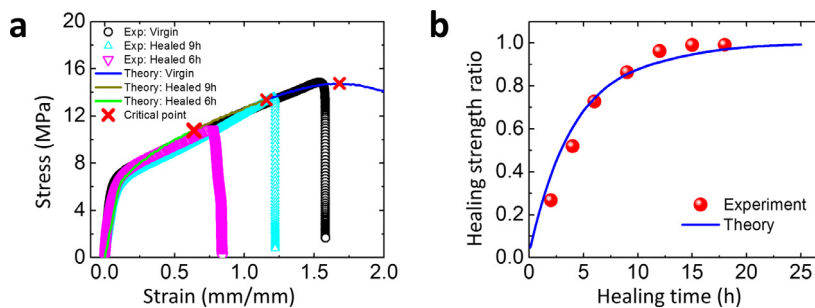 a
20
16
12
8
4
0
Stress (MPa)
Exp: Virgin
Exp: Healed 9h
Exp: Healed 6h
Theory: Virgin
Theory: Healed 9h
Theory: Healed 6h
Critical point
0.0 0.5 1.0 1.5 2.0
Strain (mm/mm)
b
1.0
0.8
0.6
0.4
0.2
0.0
Healing strength ratio
Experiment
Theory
0 5 10 15 20 25
Healing time (h)